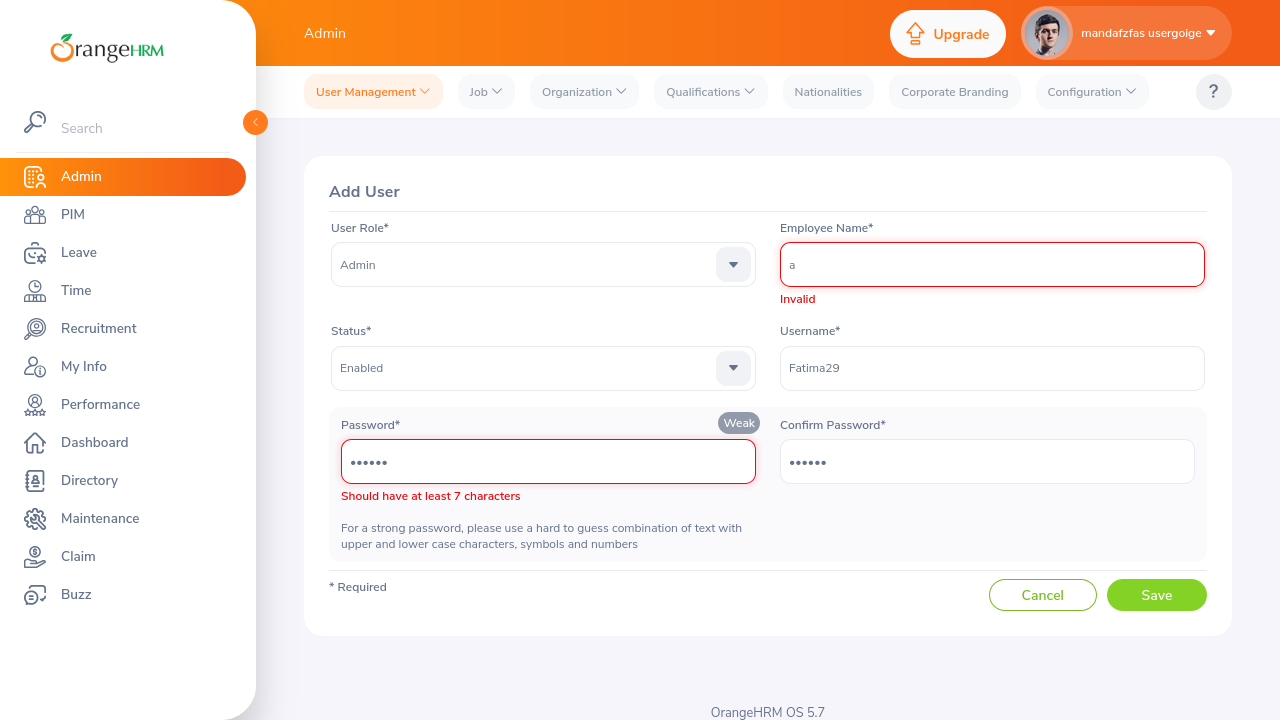 OrangeHRM
Admin
Upgrade
mandafzfas usergoige
User Management
Job
Organization
Qualifications
Nationalities
Corporate Branding
Configuration
?
Search
Admin
PIM
Leave
Time
Recruitment
My Info
Performance
Dashboard
Directory
Maintenance
Claim
Buzz
Add User
User Role*
Admin
Employee Name*
a
Invalid
Status*
Enabled
Username*
Fatima29
Password*
Weak
••••••
Should have at least 7 characters
For a strong password, please use a hard to guess combination of text with
upper and lower case characters, symbols and numbers
Confirm Password*
••••••
* Required
Cancel
Save
OrangeHRM OS 5.7